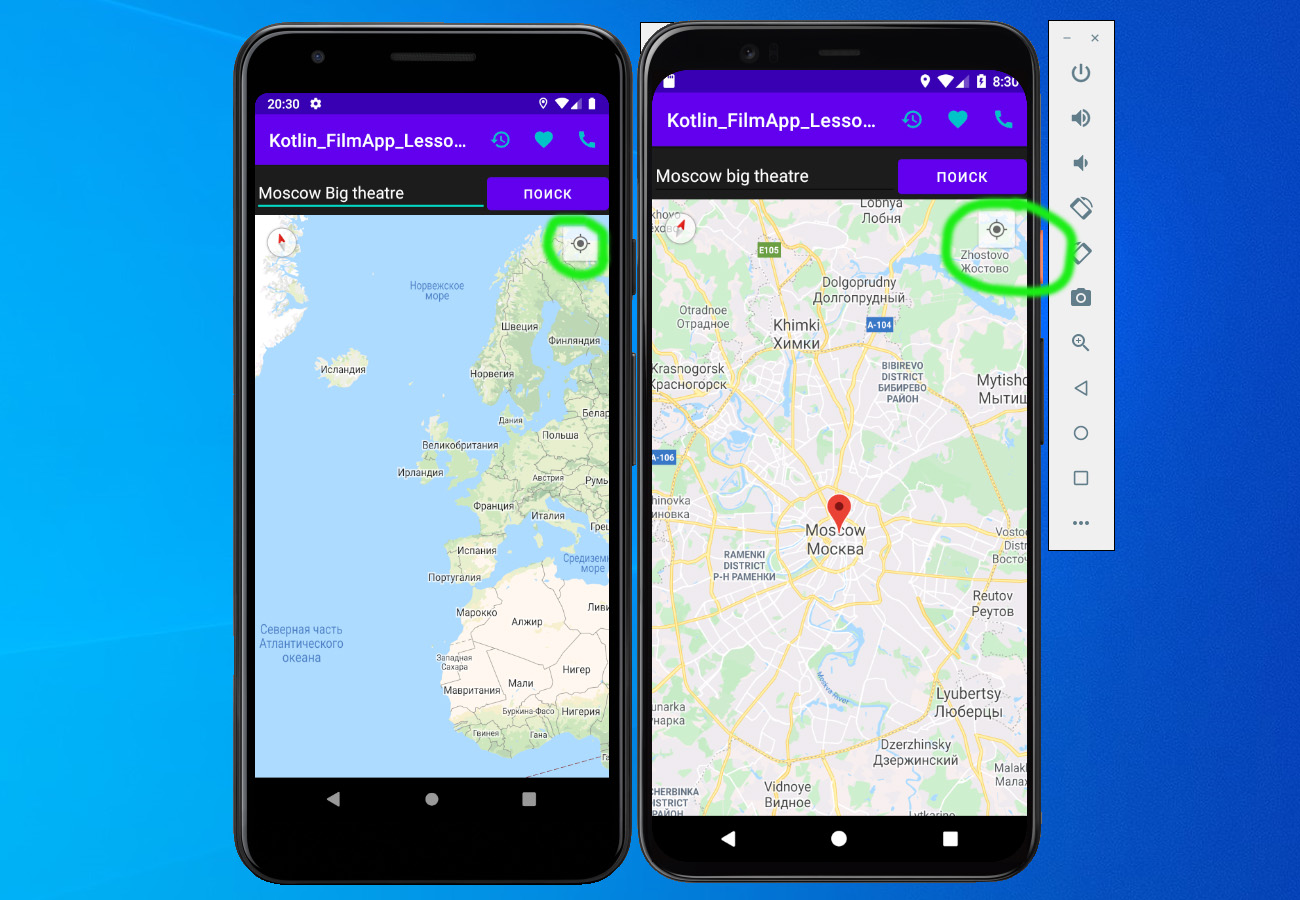 20:30
Kotlin_FilmApp_Lesso...
Moscow Big theatre
ПОИСК
Норвежское
море
Швеция
Финляндия
Исландия
Норвегия
Дания
Белар
Великобритания
Польша
Ирландия
Австрия
Румы
Франция
Италия
Грец
Испания
Средиземн
море
Португалия
Марокко
Алжир
Ливи
Северная часть
Атлантического
океана
Западная
Сахара
Мали
Нигер
Мавритания
Буркина-Фасо
Нигерия
Гвинея
Гана
8:30
Kotlin_FilmApp_Lesso...
Moscow big theatre
ПОИСК
Lobnya
Лобня
E105
Zhostovo
Жостово
Dolgoprudny
Долгопрудный
Otradnoe
Отрадное
Khimki
Химки
A-104
Krasnogorsk
Красногорск
BIBIREVO
DISTRICT
БИБИРЕВО
РАЙОН
Mytishc
Мытищ
A-106
hinovka
иновка
Moscow
Москва
RAMENKI
DISTRICT
Р-Н РАМЕНКИ
Vosto
Distr
Восточ
Reutov
Реутов
Moskva River
Lyubertsy
Люберцы
unarka
нарка
Dzerzhinsky
Дзержинский
Malak
Малах
CHERBINKA
DISTRICT
РАЙОН
Vidnoye
Видное
Lytkarino